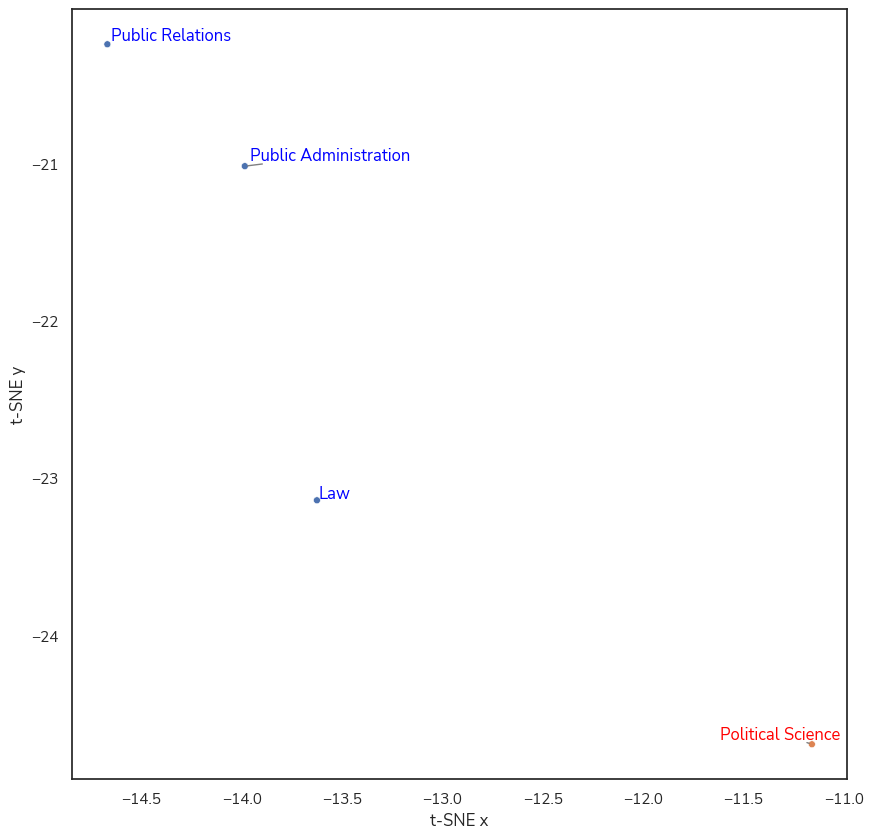 Public Relations
Public Administration
−21
−22
t-SNE y
−23
Law
−24
Political Science
−14.5
−14.0
−13.5
−13.0
−12.5
−12.0
−11.5
−11.0
t-SNE x